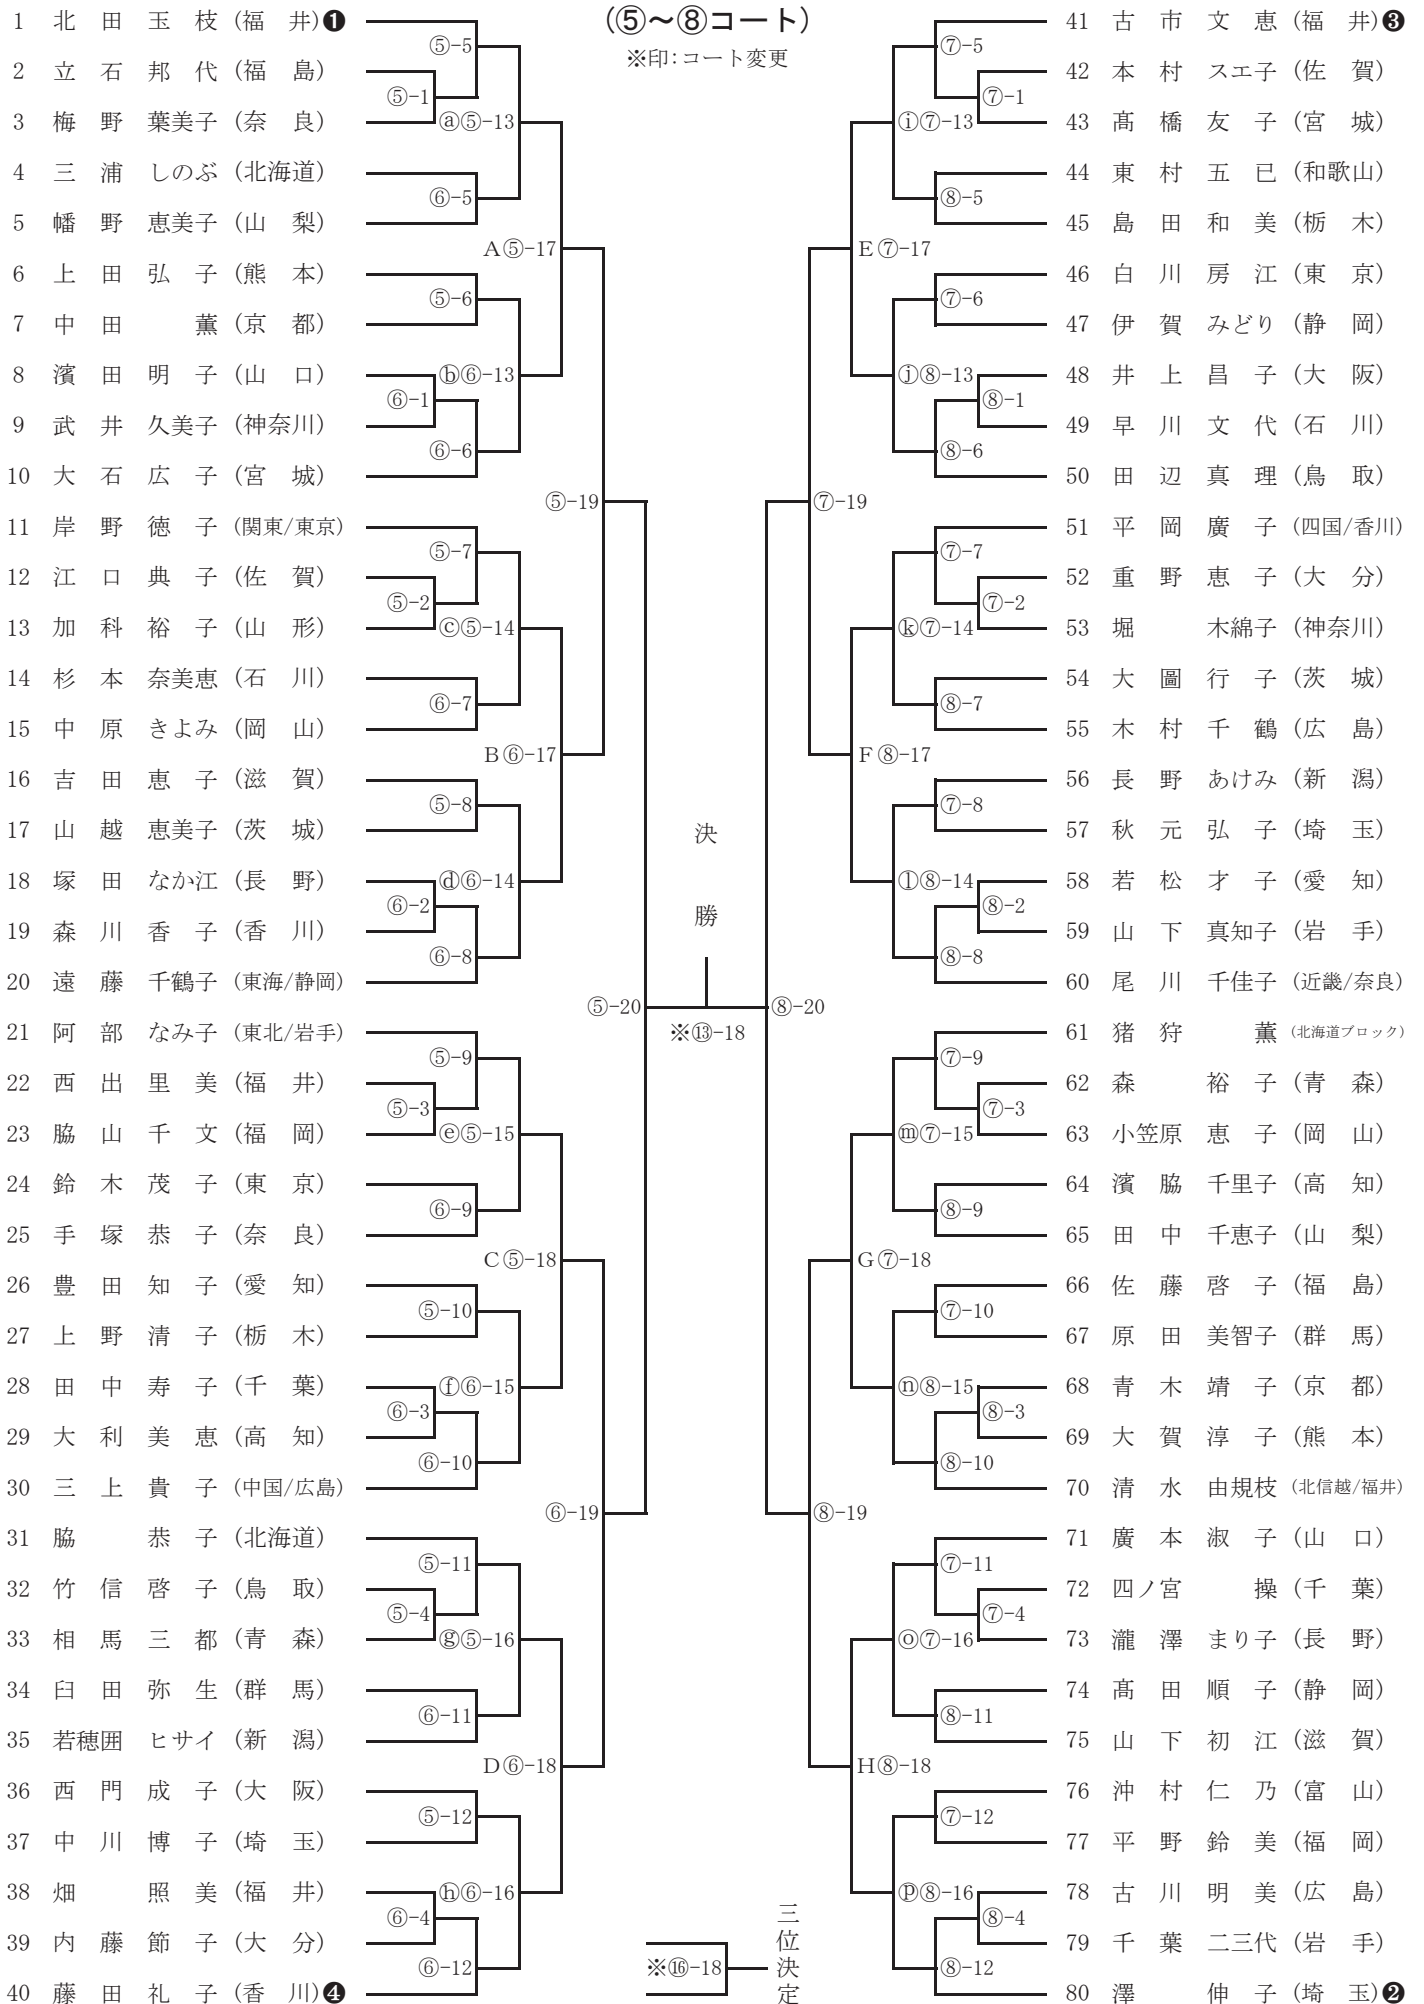 (⑤～⑧コート)
※印：コート変更
1 北田玉枝（福井）❶
2 立石邦代（福島）
3 梅野葉美子（奈良）
4 三浦しのぶ（北海道）
5 幡野恵美子（山梨）
6 上田弘子（熊本）
7 中田薫（京都）
8 濱田明子（山口）
9 武井久美子（神奈川）
10 大石広子（宮城）
11 岸野徳子（関東/東京）
12 江口典子（佐賀）
13 加科裕子（山形）
14 杉本奈美恵（石川）
15 中原きよみ（岡山）
16 吉田恵子（滋賀）
17 山越恵美子（茨城）
18 塚田なか江（長野）
19 森川香子（香川）
20 遠藤千鶴子（東海/静岡）
21 阿部なみ子（東北/岩手）
22 西出里美（福井）
23 脇山千文（福岡）
24 鈴木茂子（東京）
25 手塚恭子（奈良）
26 豊田知子（愛知）
27 上野清子（栃木）
28 田中寿子（千葉）
29 大利美恵（高知）
30 三上貴子（中国/広島）
31 脇恭子（北海道）
32 竹信啓子（鳥取）
33 相馬三都（青森）
34 臼田弥生（群馬）
35 若穂囲ヒサイ（新潟）
36 西門成子（大阪）
37 中川博子（埼玉）
38 畑照美（福井）
39 内藤節子（大分）
40 藤田礼子（香川）❹
⑤-5
⑤-1
ⓐ⑤-13
⑥-5
A⑤-17
⑤-6
ⓑ⑥-13
⑥-1
⑥-6
⑤-19
⑤-7
⑤-2
ⓒ⑤-14
⑥-7
B⑥-17
⑤-8
ⓓ⑥-14
⑥-2
⑥-8
⑤-20
⑤-9
⑤-3
ⓔ⑤-15
⑥-9
C⑤-18
⑤-10
ⓕ⑥-15
⑥-3
⑥-10
⑥-19
⑤-11
⑤-4
ⓖ⑤-16
⑥-11
D⑥-18
⑤-12
ⓗ⑥-16
⑥-4
⑥-12
決勝
※⑬-18
※⑯-18
三位決定
⑦-5
⑦-1
ⓘ⑦-13
⑧-5
E⑦-17
⑦-6
ⓙ⑧-13
⑧-1
⑧-6
⑦-19
⑦-7
⑦-2
ⓚ⑦-14
⑧-7
F⑧-17
⑦-8
ⓛ⑧-14
⑧-2
⑧-8
⑧-20
⑦-9
⑦-3
ⓜ⑦-15
⑧-9
G⑦-18
⑦-10
ⓝ⑧-15
⑧-3
⑧-10
⑧-19
⑦-11
⑦-4
ⓞ⑦-16
⑧-11
H⑧-18
⑦-12
ⓟ⑧-16
⑧-4
⑧-12
41 古市文恵（福井）❸
42 本村スエ子（佐賀）
43 髙橋友子（宮城）
44 東村五已（和歌山）
45 島田和美（栃木）
46 白川房江（東京）
47 伊賀みどり（静岡）
48 井上昌子（大阪）
49 早川文代（石川）
50 田辺真理（鳥取）
51 平岡廣子（四国/香川）
52 重野恵子（大分）
53 堀木綿子（神奈川）
54 大圖行子（茨城）
55 木村千鶴（広島）
56 長野あけみ（新潟）
57 秋元弘子（埼玉）
58 若松才子（愛知）
59 山下真知子（岩手）
60 尾川千佳子（近畿/奈良）
61 猪狩薫（北海道ブロック）
62 森裕子（青森）
63 小笠原恵子（岡山）
64 濱脇千里子（高知）
65 田中千恵子（山梨）
66 佐藤啓子（福島）
67 原田美智子（群馬）
68 青木靖子（京都）
69 大賀淳子（熊本）
70 清水由規枝（北信越/福井）
71 廣本淑子（山口）
72 四ノ宮操（千葉）
73 瀧澤まり子（長野）
74 髙田順子（静岡）
75 山下初江（滋賀）
76 沖村仁乃（富山）
77 平野鈴美（福岡）
78 古川明美（広島）
79 千葉二三代（岩手）
80 澤伸子（埼玉）❷